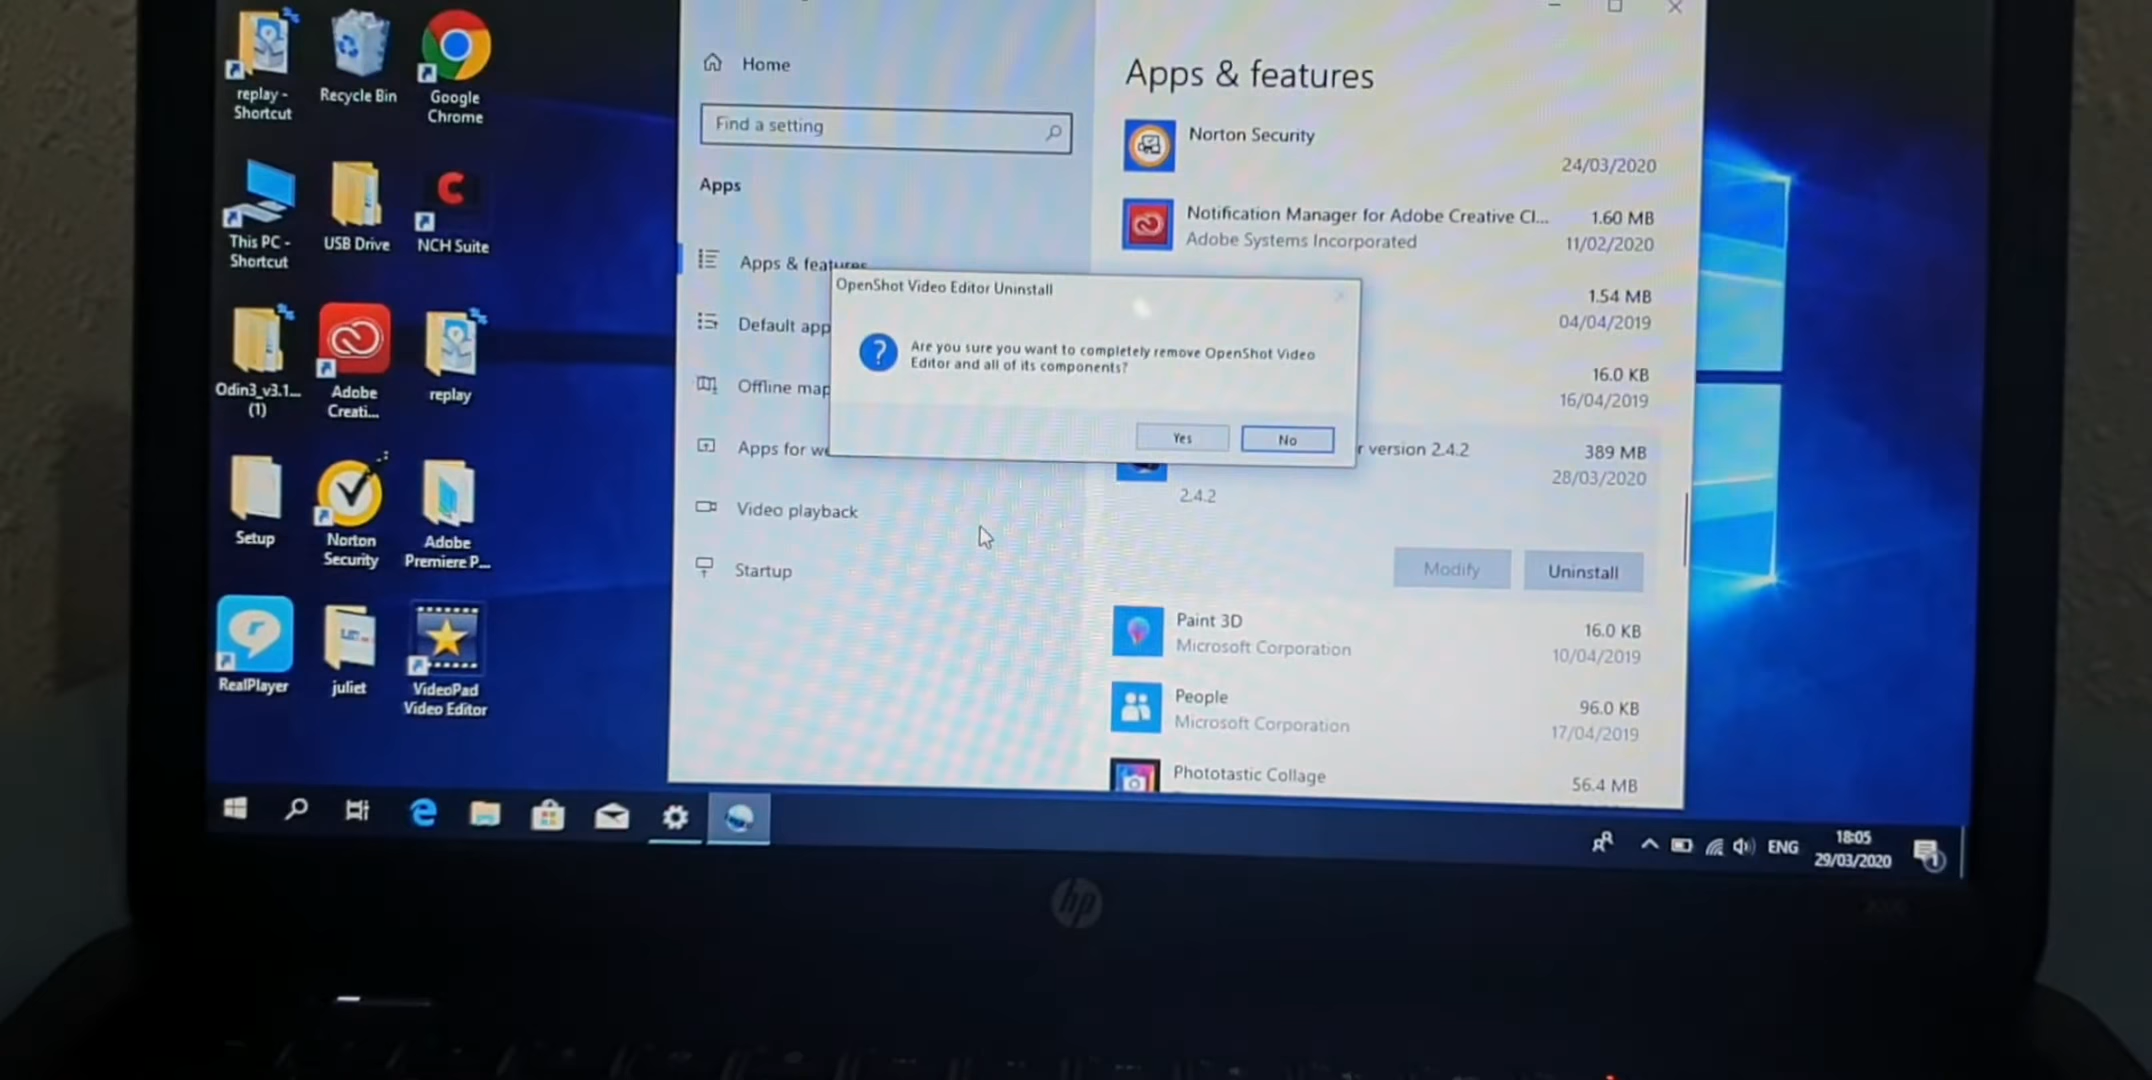 replay -
Shortcut
Recycle Bin
Google
Chrome
This PC -
Shortcut
USB Drive
NCH Suite
Odin3_v3.1...
(1)
Adobe
Creati...
replay
Setup
Norton
Security
Adobe
Premiere P...
RealPlayer
juliet
VideoPad
Video Editor
Home
Find a setting
Apps
Apps & features
Default app
Offline map
Apps for we
Video playback
Startup
Apps & features
Norton Security
24/03/2020
Notification Manager for Adobe Creative Cl...
1.60 MB
Adobe Systems Incorporated
11/02/2020
1.54 MB
04/04/2019
16.0 KB
16/04/2019
r version 2.4.2
389 MB
28/03/2020
2.4.2
Modify
Uninstall
Paint 3D
16.0 KB
Microsoft Corporation
10/04/2019
People
96.0 KB
Microsoft Corporation
17/04/2019
Phototastic Collage
56.4 MB
OpenShot Video Editor Uninstall
Are you sure you want to completely remove OpenShot Video
Editor and all of its components?
Yes
No
ENG
18:05
29/03/2020
1
hp